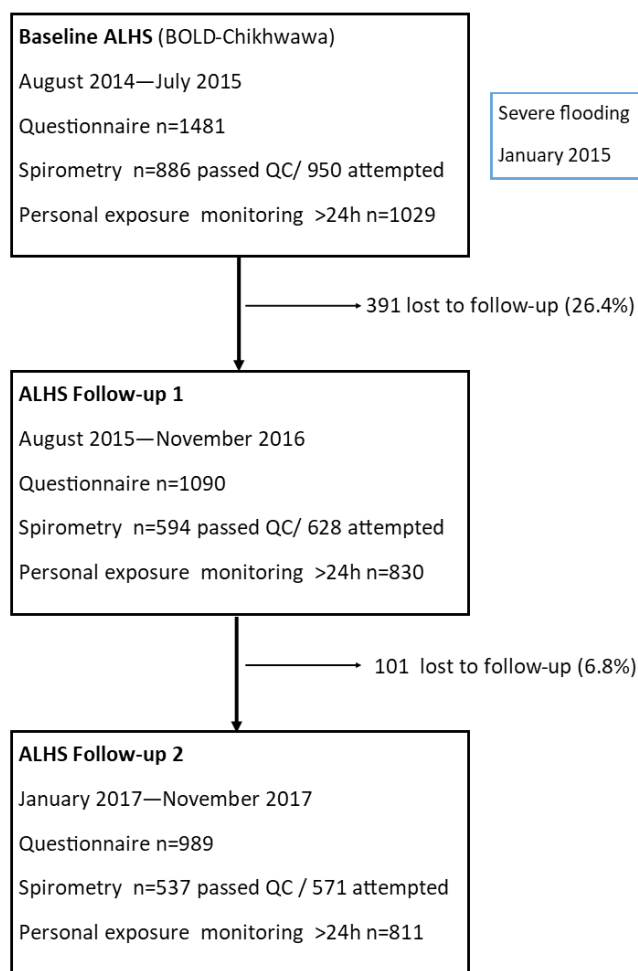 Baseline ALHS (BOLD-Chikhwawa)
August 2014—July 2015
Questionnaire n=1481
Spirometry n=886 passed QC/ 950 attempted
Personal exposure monitoring >24h n=1029
Severe flooding
January 2015
391 lost to follow-up (26.4%)
ALHS Follow-up 1
August 2015—November 2016
Questionnaire n=1090
Spirometry n=594 passed QC/ 628 attempted
Personal exposure monitoring >24h n=830
101 lost to follow-up (6.8%)
ALHS Follow-up 2
January 2017—November 2017
Questionnaire n=989
Spirometry n=537 passed QC / 571 attempted
Personal exposure monitoring >24h n=811